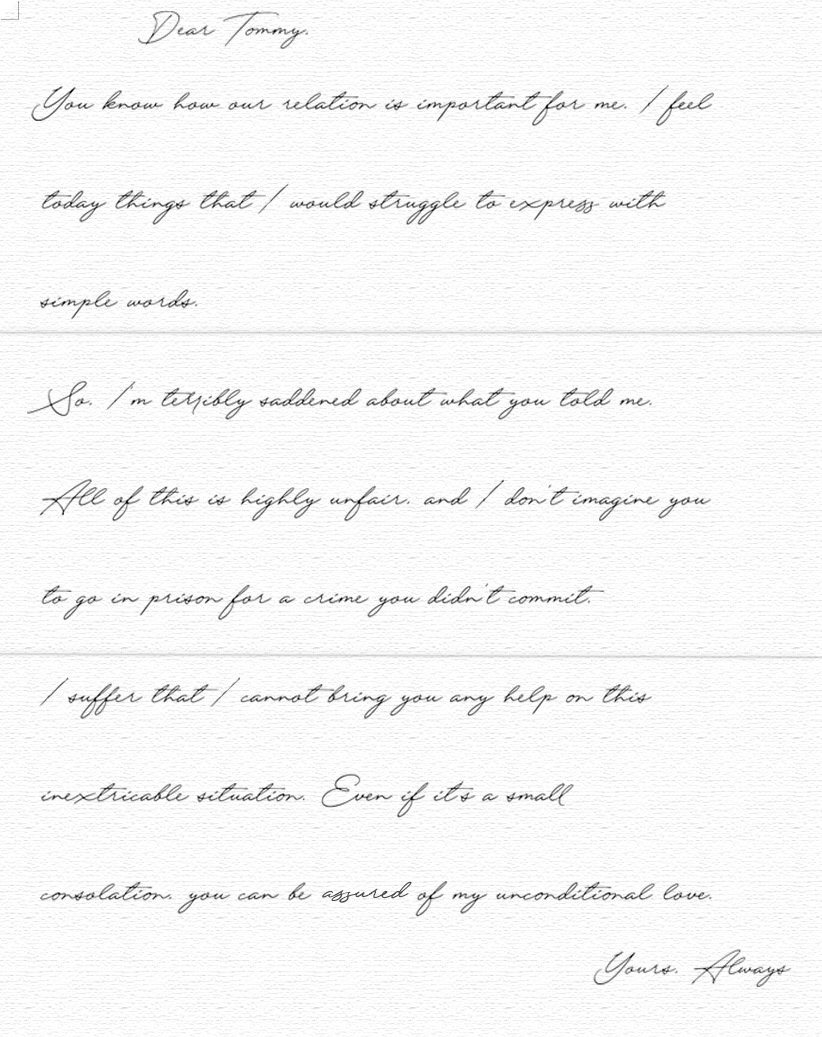 Dear Tommy.
You know how our relation is important for me. I feel
today things that I would struggle to express with
simple words.
So. I'm terribly saddened about what you told me.
All of this is highly unfair. and I don't imagine you
to go in prison for a crime you didn't commit.
I suffer that I cannot bring you any help on this
inextricable situation. Even if it's a small
consolation. you can be assured of my unconditional love.
Yours. Always